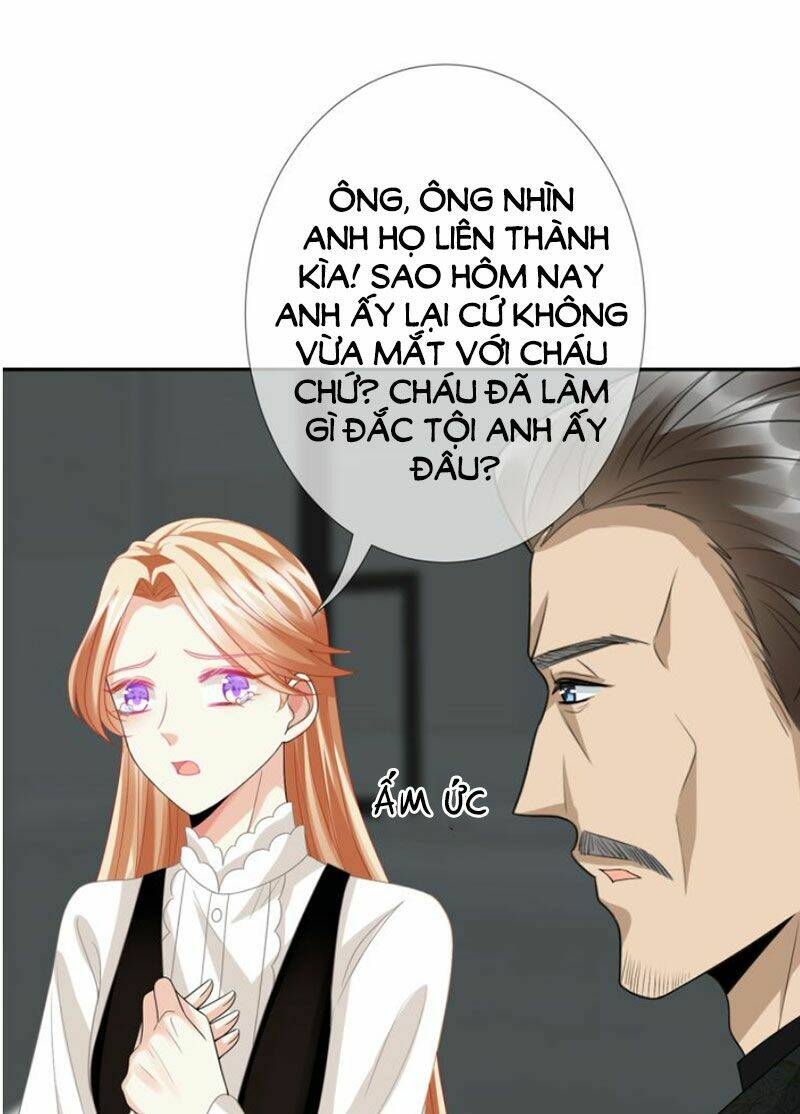 ÔNG, ÔNG NHÌN
ANH HỌ LIÊN THÀNH
KÌA! SAO HÔM NAY
ANH ẤY LẠI CỨ KHÔNG
VỪA MẮT VỚI CHÁU
CHỨ? CHÁU ĐÃ LÀM
GÌ ĐẮC TỘI ANH ẤY
ĐÂU?
ẤM ỨC